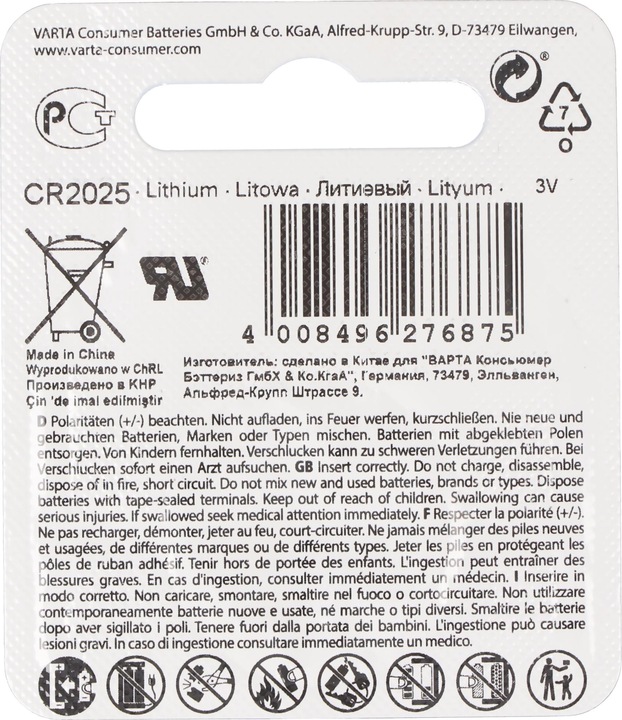 VARTA Consumer Batteries GmbH & Co. KGaA, Alfred-Krupp-Str. 9, D-73479 Ellwangen,
www.varta-consumer.com
®
РСТ
7
O
CR2025 · Lithium · Litowa · Литиевый · Lityum · 3V
4 008496 276875
Made in China
Wyprodukowano w ChRL
Произведено в КНР
Çin 'de imal edilmiştir
Изготовитель: сделано в Китае для "ВАРТА Консьюмер
Бэттериз ГмбХ & Ко.КгаА", Германия, 73479, Элльванген,
Альфред-Крупп Штрассе 9.
D Polaritäten (+/-) beachten. Nicht aufladen, ins Feuer werfen, kurzschließen. Nie neue und
gebrauchten Batterien, Marken oder Typen mischen. Batterien mit abgeklebten Polen
entsorgen. Von Kindern fernhalten. Verschlucken kann zu schweren Verletzungen führen. Bei
Verschlucken sofort einen Arzt aufsuchen. GB Insert correctly. Do not charge, disassemble,
dispose of in fire, short circuit. Do not mix new and used batteries, brands or types. Dispose
batteries with tape-sealed terminals. Keep out of reach of children. Swallowing can cause
serious injuries. If swallowed seek medical attention immediately. F Respecter la polarité (+/-).
Ne pas recharger, démonter, jeter au feu, court-circuiter. Ne jamais mélanger des piles neuves
et usagées, de différentes marques ou de différents types. Jeter les piles en protégeant les
pôles de ruban adhésif. Tenir hors de portée des enfants. L'ingestion peut entraîner des
blessures graves. En cas d'ingestion, consulter immédiatement un médecin. I Inserire in
modo corretto. Non caricare, smontare, smaltire nel fuoco o cortocircuitare. Non utilizzare
contemporaneamente batterie nuove e usate, né marche o tipi diversi. Smaltire le batterie
dopo aver sigillato i poli. Tenere fuori dalla portata dei bambini. L'ingestione può causare
lesioni gravi. In caso di ingestione consultare immediatamente un medico.